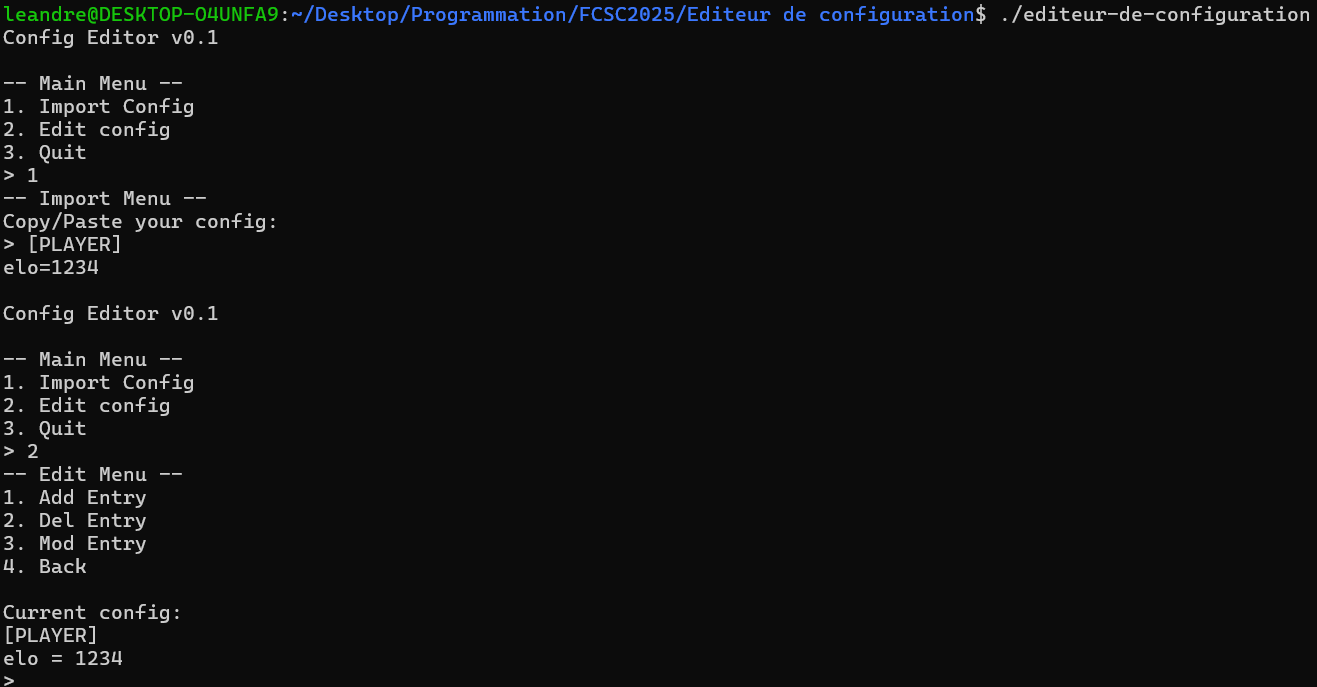 leandre@DESKTOP-O4UNFA9:~/Desktop/Programmation/FCSC2025/Editeur de configuration$ ./editeur-de-configuration
Config Editor v0.1
-- Main Menu --
1. Import Config
2. Edit config
3. Quit
> 1
-- Import Menu --
Copy/Paste your config:
> [PLAYER]
elo=1234
Config Editor v0.1
-- Main Menu --
1. Import Config
2. Edit config
3. Quit
> 2
-- Edit Menu --
1. Add Entry
2. Del Entry
3. Mod Entry
4. Back
Current config:
[PLAYER]
elo = 1234
>